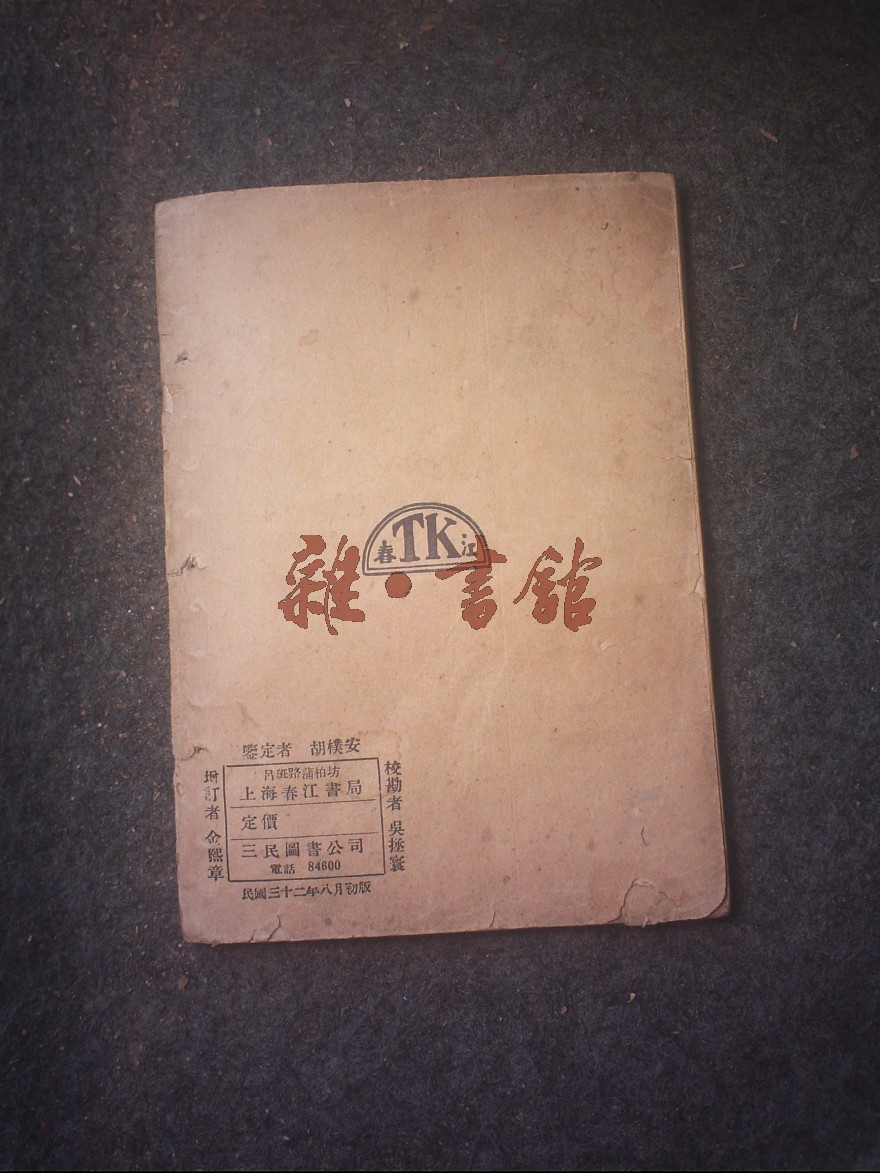 春TK江
雜·書館
鑒定者 胡樸安
增訂者 金熙章
呂班路蒲柏坊
上海春江書局
定價
三民圖書公司
電話 84600
校勘者 吳拯寰
民國三十二年八月初版